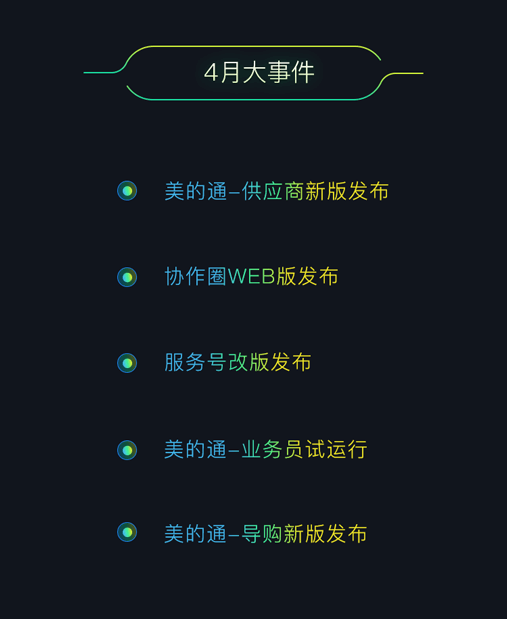 4月大事件
美的通-供应商新版发布
协作圈WEB版发布
服务号改版发布
美的通-业务员试运行
美的通-导购新版发布